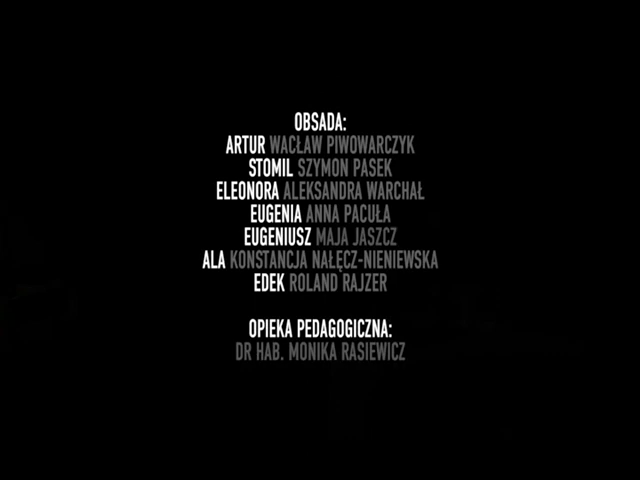 OBSADA:
ARTUR WACŁAW PIWOWARCZYK
STOMIL SZYMON PASEK
ELEONORA ALEKSANDRA WARCHAŁ
EUGENIA ANNA PACUŁA
EUGENIUSZ MAJA JASZCZ
ALA KONSTANCJA NAŁĘCZ-NIENIEWSKA
EDEK ROLAND RAJZER
OPIEKA PEDAGOGICZNA:
DR HAB. MONIKA RASIEWICZ